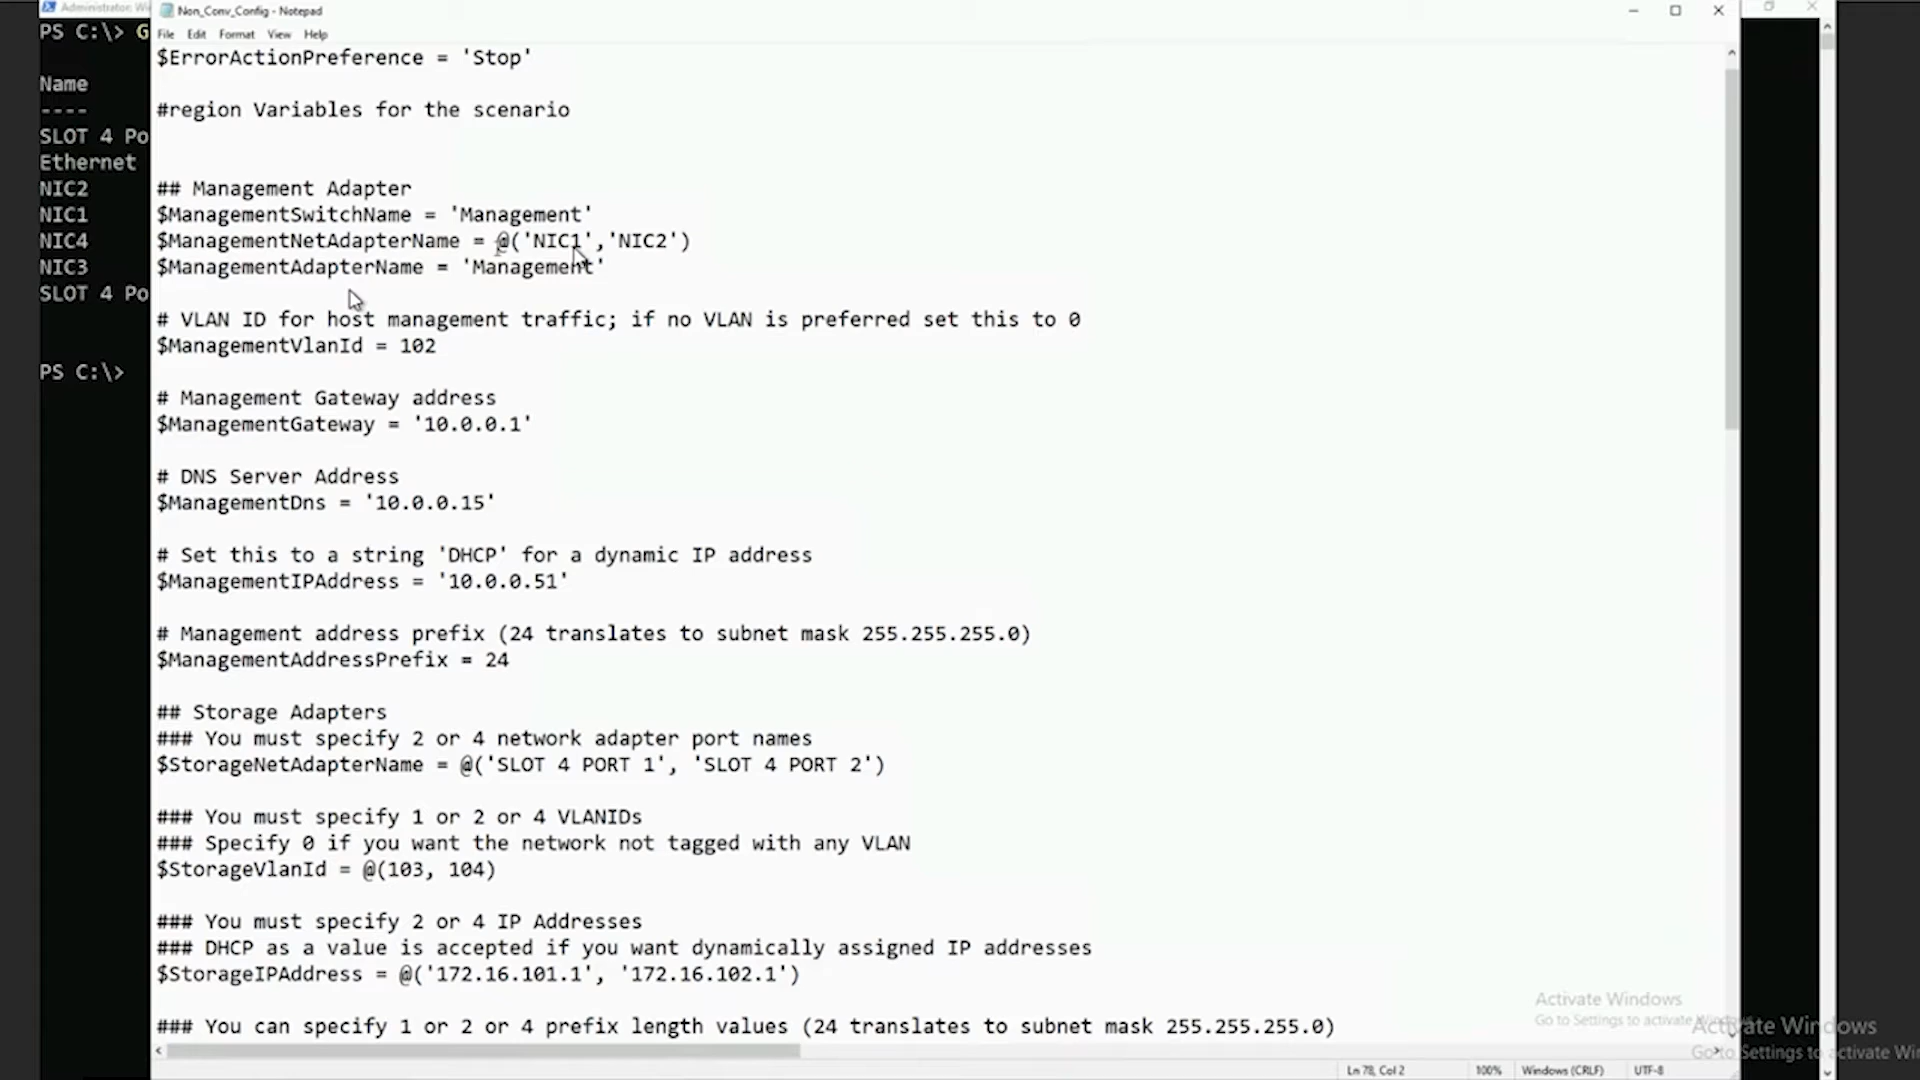 Administrator: Wi
Non_Conv_Config - Notepad
File Edit Format View Help
PS C:\> G
Name
----
SLOT 4 Po
Ethernet
NIC2
NIC1
NIC4
NIC3
SLOT 4 Po
PS C:\>
$ErrorActionPreference = 'Stop'
#region Variables for the scenario
## Management Adapter
$ManagementSwitchName = 'Management'
$ManagementNetAdapterName = @('NIC1','NIC2')
$ManagementAdapterName = 'Management'
# VLAN ID for host management traffic; if no VLAN is preferred set this to 0
$ManagementVlanId = 102
# Management Gateway address
$ManagementGateway = '10.0.0.1'
# DNS Server Address
$ManagementDns = '10.0.0.15'
# Set this to a string 'DHCP' for a dynamic IP address
$ManagementIPAddress = '10.0.0.51'
# Management address prefix (24 translates to subnet mask 255.255.255.0)
$ManagementAddressPrefix = 24
## Storage Adapters
### You must specify 2 or 4 network adapter port names
$StorageNetAdapterName = @('SLOT 4 PORT 1', 'SLOT 4 PORT 2')
### You must specify 1 or 2 or 4 VLANIDs
### Specify 0 if you want the network not tagged with any VLAN
$StorageVlanId = @(103, 104)
### You must specify 2 or 4 IP Addresses
### DHCP as a value is accepted if you want dynamically assigned IP addresses
$StorageIPAddress = @('172.16.101.1', '172.16.102.1')
### You can specify 1 or 2 or 4 prefix length values (24 translates to subnet mask 255.255.255.0)
Activate Windows
Go to Settings to activate
Activate Windows
Go to Settings to activate Wi
Ln 78, Col 2 100% Windows (CRLF) UTF-8